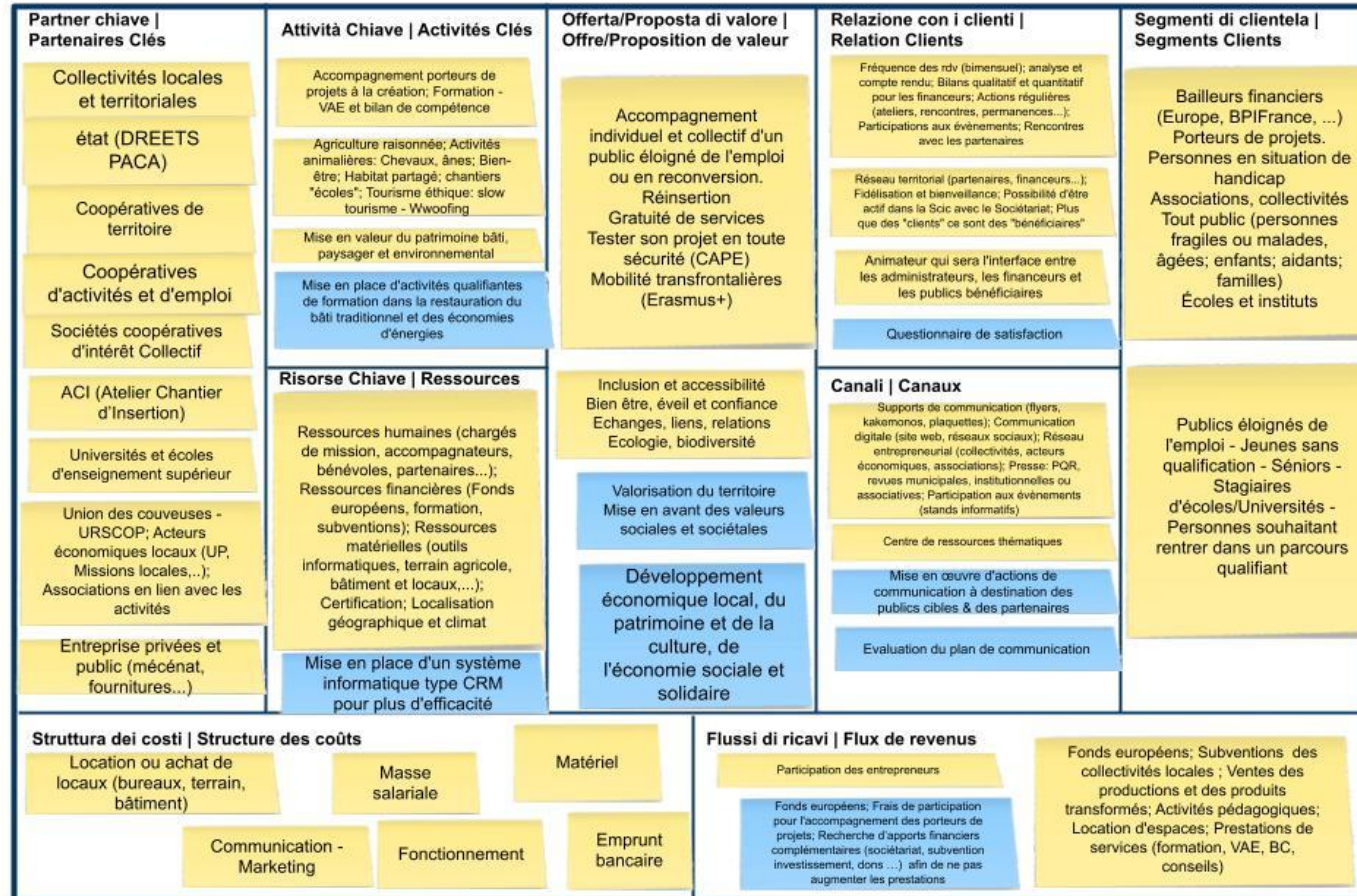 Partner chiave |
Partenaires Clés
Collectivités locales
et territoriales
état (DREETS
PACA)
Coopératives de
territoire
Coopératives
d'activités et d'emploi
Sociétés coopératives
d'intérêt Collectif
ACI (Atelier Chantier
d'Insertion)
Universités et écoles
d'enseignement supérieur
Union des couveuses -
URSCOP; Acteurs
économiques locaux (UP,
Missions locales,..);
Associations en lien avec les
activités
Entreprise privées et
public (mécénat,
fournitures...)
Attività Chiave | Activités Clés
Accompagnement porteurs de
projets à la création; Formation -
VAE et bilan de compétence
Agriculture raisonnée; Activités
animalières: Chevaux, ânes; Bien-
être; Habitat partagé; chantiers
"écoles"; Tourisme éthique: slow
tourisme - Wwoofing
Mise en valeur du patrimoine bâti,
paysager et environnemental
Mise en place d'activités qualifiantes
de formation dans la restauration du
bâti traditionnel et des économies
d'énergies
Risorse Chiave | Ressources
Ressources humaines (chargés
de mission, accompagnateurs,
bénévoles, partenaires...);
Ressources financières (Fonds
européens, formation,
subventions); Ressources
matérielles (outils
informatiques, terrain agricole,
bâtiment et locaux,...);
Certification; Localisation
géographique et climat
Mise en place d'un système
informatique type CRM
pour plus d'efficacité
Offerta/Proposta di valore |
Offre/Proposition de valeur
Accompagnement
individuel et collectif d'un
public éloigné de l'emploi
ou en reconversion.
Réinsertion
Gratuité de services
Tester son projet en toute
sécurité (CAPE)
Mobilité transfrontalières
(Erasmus+)
Inclusion et accessibilité
Bien être, éveil et confiance
Echanges, liens, relations
Ecologie, biodiversité
Valorisation du territoire
Mise en avant des valeurs
sociales et sociétales
Développement
économique local, du
patrimoine et de la
culture, de
l'économie sociale et
solidaire
Relazione con i clienti |
Relation Clients
Fréquence des rdv (bimensuel); analyse et
compte rendu; Bilans qualitatif et quantitatif
pour les financeurs; Actions régulières
(ateliers, rencontres, permanences...);
Participations aux évènements; Rencontres
avec les partenaires
Réseau territorial (partenaires, financeurs...);
Fidélisation et bienveillance; Possibilité d'être
actif dans la Scic avec le Sociétariat; Plus
que des "clients" ce sont des "bénéficiaires"
Animateur qui sera l'interface entre
les administrateurs, les financeurs et
les publics bénéficiaires
Questionnaire de satisfaction
Canali | Canaux
Supports de communication (flyers,
kakemonos, plaquettes); Communication
digitale (site web, réseaux sociaux); Réseau
entrepreneurial (collectivités, acteurs
économiques, associations); Presse: PQR,
revues municipales, institutionnelles ou
associatives; Participation aux évènements
(stands informatifs)
Centre de ressources thématiques
Mise en œuvre d'actions de
communication à destination des
publics cibles & des partenaires
Evaluation du plan de communication
Segmenti di clientela |
Segments Clients
Bailleurs financiers
(Europe, BPIFrance, ...)
Porteurs de projets.
Personnes en situation de
handicap
Associations, collectivités
Tout public (personnes
fragiles ou malades,
âgées; enfants; aidants;
familles)
Écoles et instituts
Publics éloignés de
l'emploi - Jeunes sans
qualification - Séniors -
Stagiaires
d'écoles/Universités -
Personnes souhaitant
rentrer dans un parcours
qualifiant
Struttura dei costi | Structure des coûts
Location ou achat de
locaux (bureaux, terrain,
bâtiment)
Masse
salariale
Matériel
Communication -
Marketing
Fonctionnement
Emprunt
bancaire
Flussi di ricavi | Flux de revenus
Participation des entrepreneurs
Fonds européens; Frais de participation
pour l'accompagnement des porteurs de
projets; Recherche d'apports financiers
complémentaires (sociétariat, subvention
investissement, dons ...) afin de ne pas
augmenter les prestations
Fonds européens; Subventions des
collectivités locales ; Ventes des
productions et des produits
transformés; Activités pédagogiques;
Location d'espaces; Prestations de
services (formation, VAE, BC,
conseils)